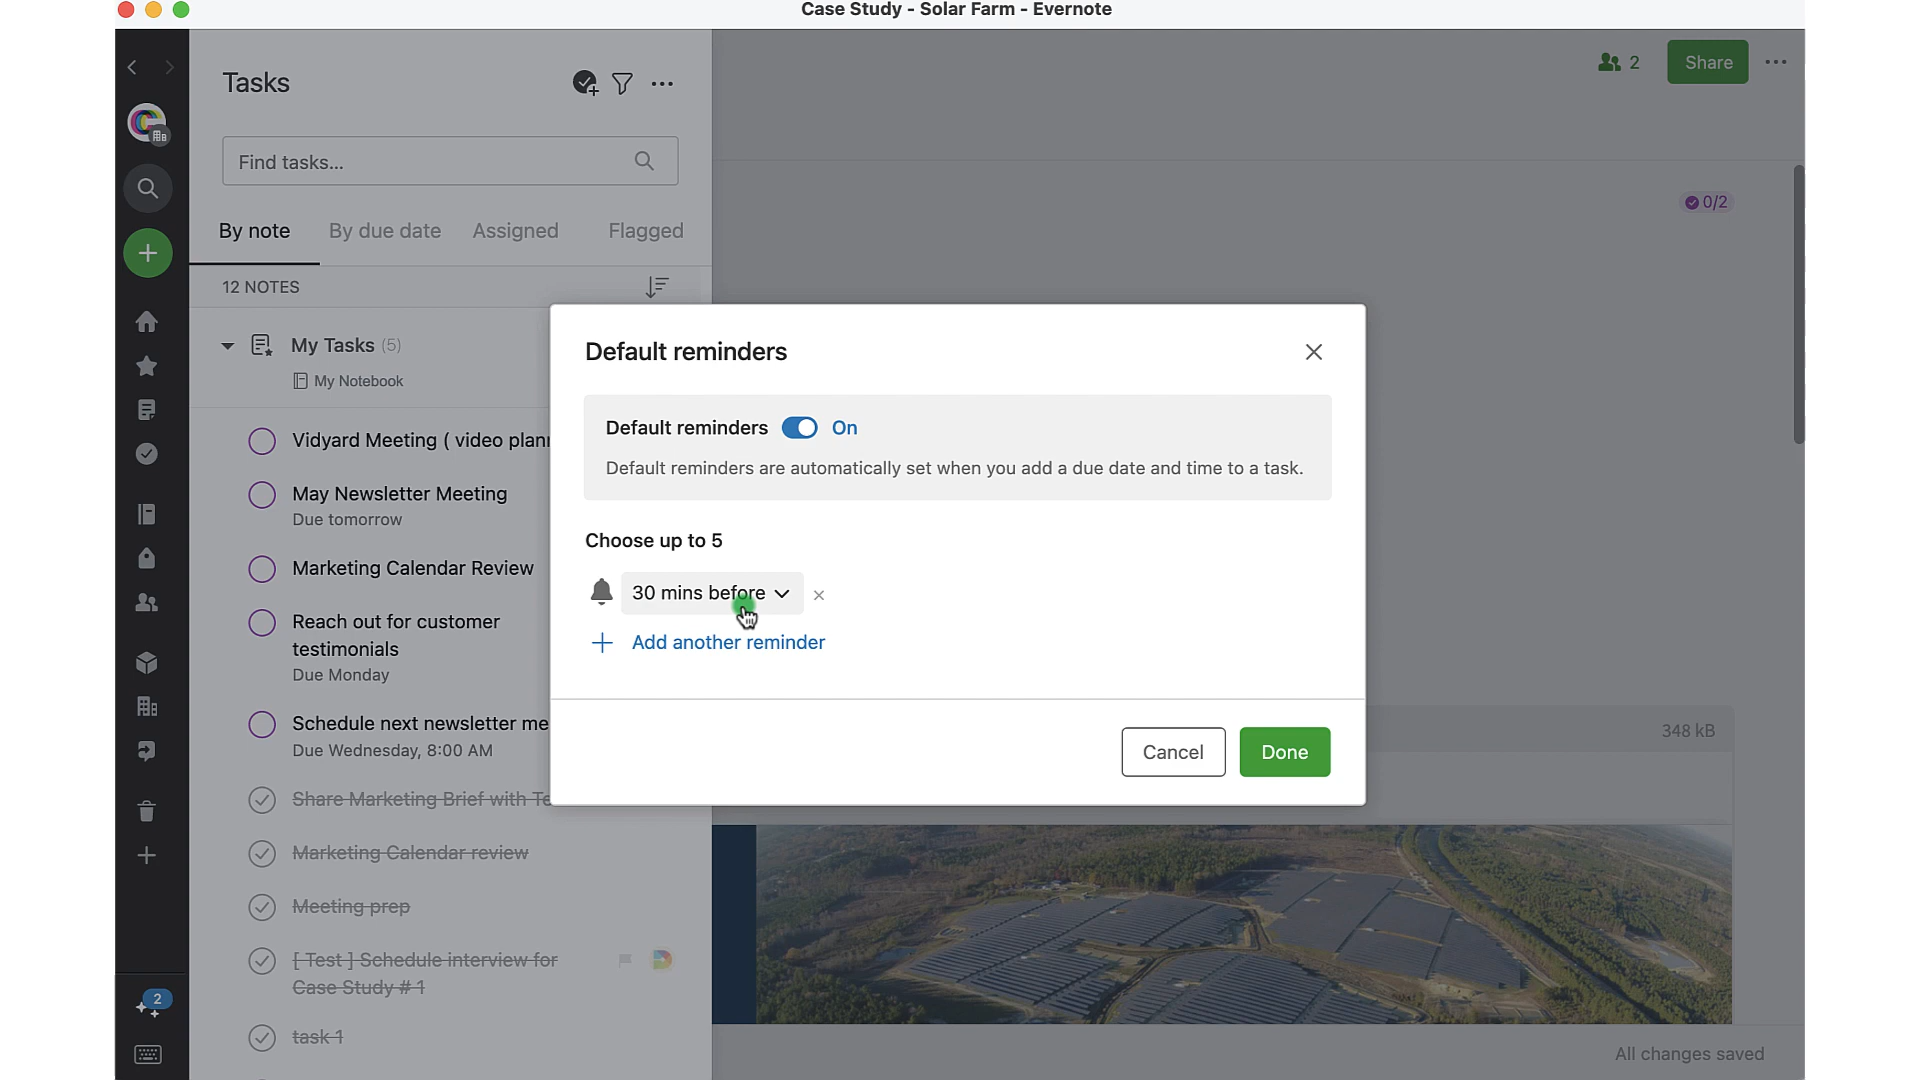 Case Study - Solar Farm - Evernote
Tasks
2
Share
Find tasks...
0/2
By note
By due date
Assigned
Flagged
12 NOTES
My Tasks (5)
My Notebook
Vidyard Meeting ( video plan
May Newsletter Meeting
Due tomorrow
Marketing Calendar Review
Reach out for customer
testimonials
Due Monday
Schedule next newsletter me
Due Wednesday, 8:00 AM
Share Marketing Brief with Te
Marketing Calendar review
Meeting prep
[ Test ] Schedule interview for
Case Study # 1
task 1
2
Default reminders
Default reminders
On
Default reminders are automatically set when you add a due date and time to a task.
Choose up to 5
30 mins before
Add another reminder
Cancel
Done
348 kB
All changes saved